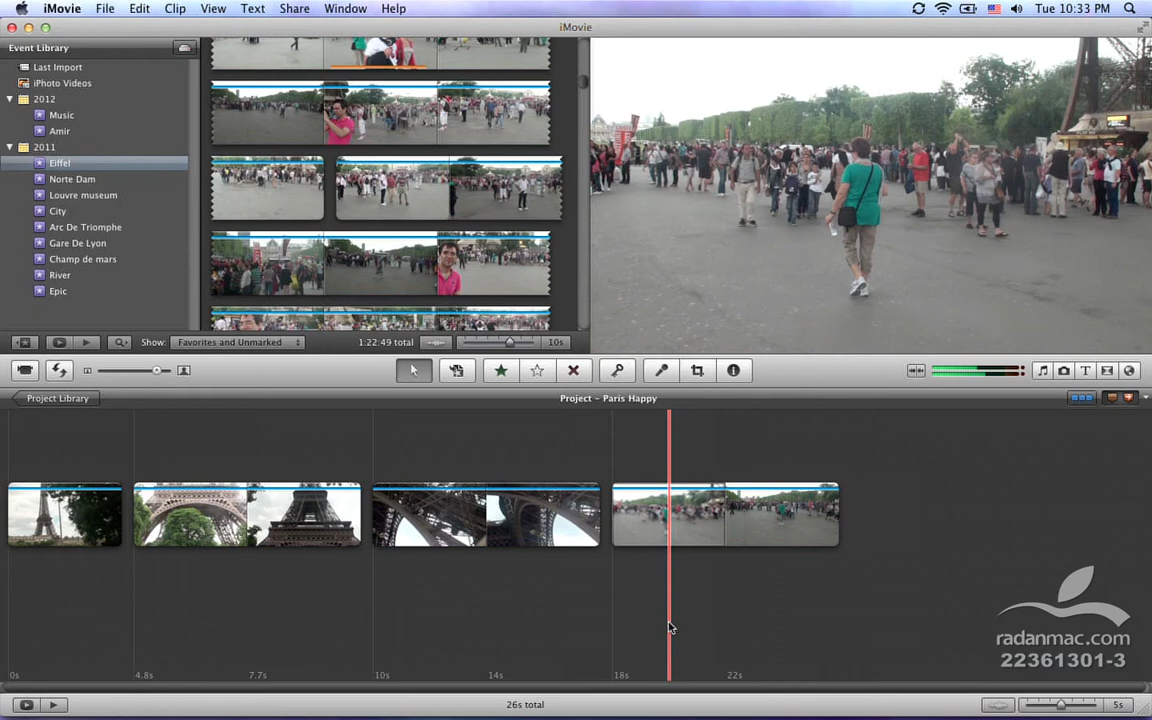 iMovie File Edit Clip View Text Share Window Help Tue 10:33 PM
iMovie
Event Library
Last Import
iPhoto Videos
2012
Music
Amir
2011
Eiffel
Norte Dam
Louvre museum
City
Arc De Triomphe
Gare De Lyon
Champ de mars
River
Epic
Show: Favorites and Unmarked 1:22:49 total 10s
Project Library Project - Paris Happy
0s 4.8s 7.7s 10s 14s 18s 22s
26s total 5s
radanmac.com
22361301-3